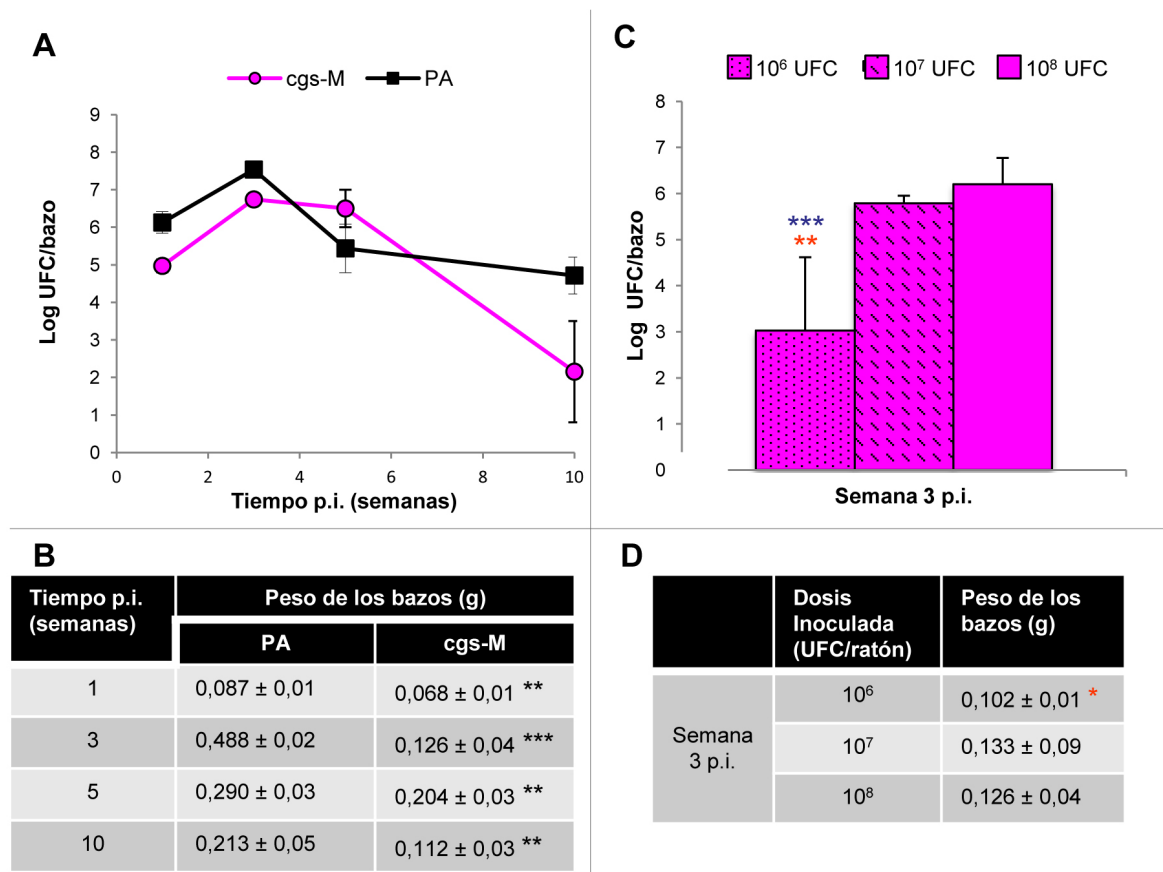 A
cgs-M PA
9
8
7
6
5
4
3
2
1
0
Log UFC/bazo
0 2 4 6 8 10
Tiempo p.i. (semanas)
C
10⁶ UFC 10⁷ UFC 10⁸ UFC
8
7
6
5
4
3
2
1
0
Log UFC/bazo
***
**
Semana 3 p.i.
B
Tiempo p.i. (semanas) Peso de los bazos (g)
PA cgs-M
1 0,087 ± 0,01 0,068 ± 0,01 **
3 0,488 ± 0,02 0,126 ± 0,04 ***
5 0,290 ± 0,03 0,204 ± 0,03 **
10 0,213 ± 0,05 0,112 ± 0,03 **
D
Dosis Inoculada (UFC/ratón) Peso de los bazos (g)
Semana 3 p.i.
10⁶ 0,102 ± 0,01 *
10⁷ 0,133 ± 0,09
10⁸ 0,126 ± 0,04